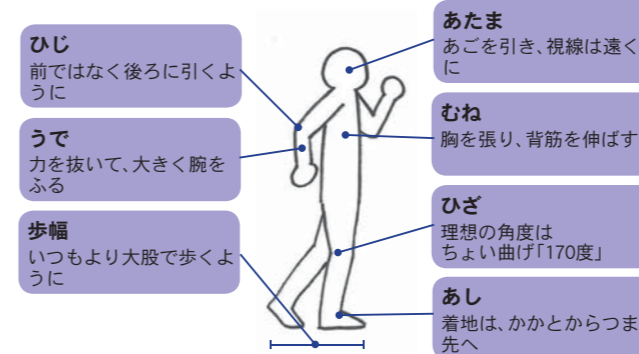 ひじ
前ではなく後ろに引くよ
うに
うで
力を抜いて、大きく腕を
ふる
歩幅
いつもより大股で歩くよ
うに
あたま
あごを引き、視線は遠く
に
むね
胸を張り、背筋を伸ばす
ひざ
理想の角度は
ちょい曲げ「170度」
あし
着地は、かかとからつま
先へ